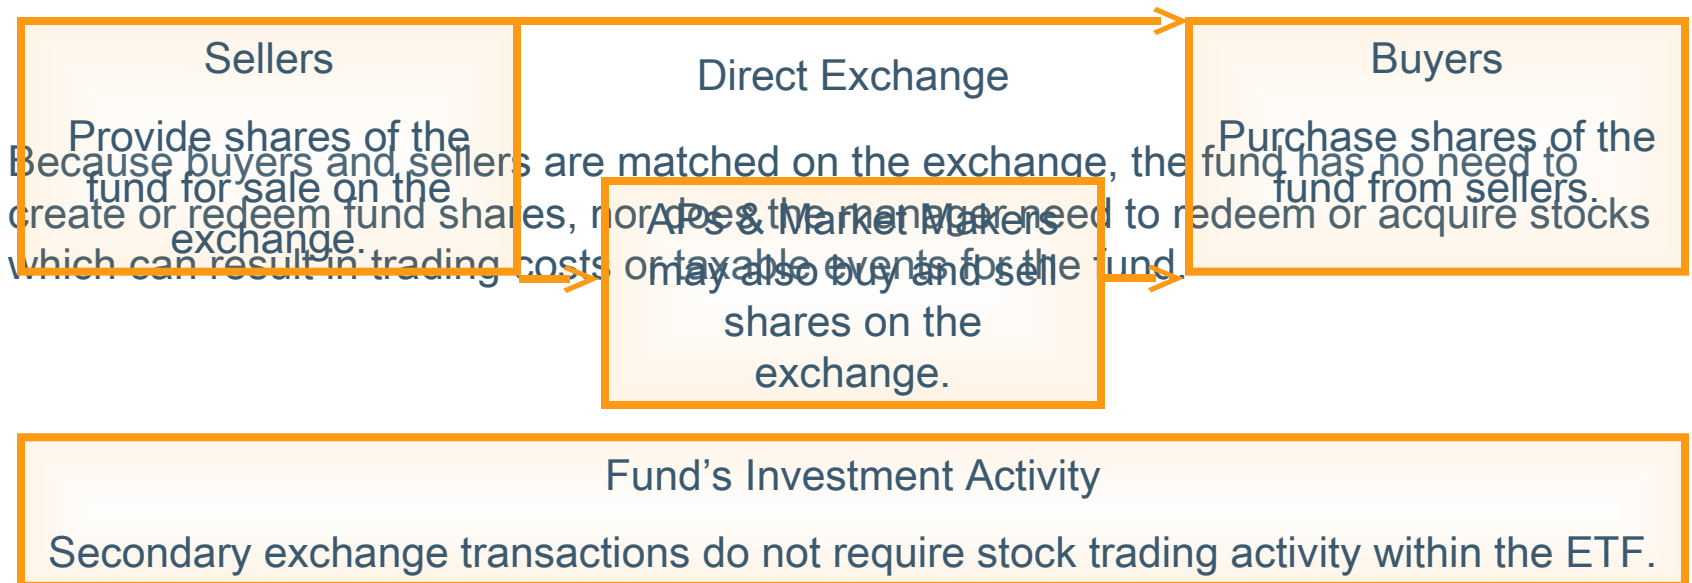 Sellers
Provide shares of the
fund for sale on the
exchange.
Direct Exchange
Buyers
Purchase shares of the
fund from sellers.
Because buyers and sellers are matched on the exchange, the fund has no need to
create or redeem fund shares, nor does the manager need to redeem or acquire stocks
which can result in trading costs or taxable events for the fund.
APs & Market Makers
may also buy and sell
shares on the
exchange.
Fund’s Investment Activity
Secondary exchange transactions do not require stock trading activity within the ETF.